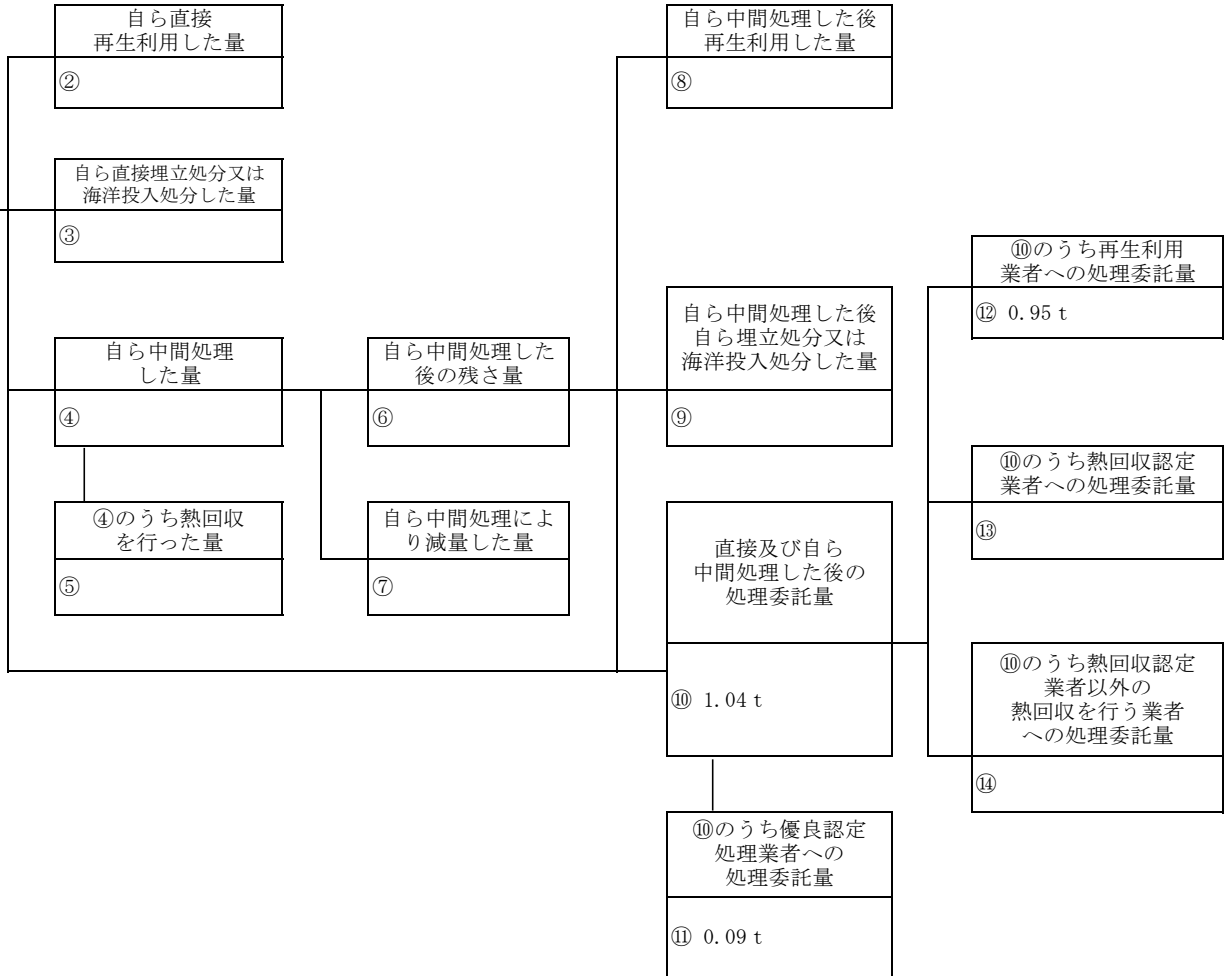 自ら直接
再生利用した量
②
自ら直接埋立処分又は
海洋投入処分した量
③
自ら中間処理
した量
④
④のうち熱回収
を行った量
⑤
自ら中間処理した
後の残さ量
⑥
自ら中間処理によ
り減量した量
⑦
自ら中間処理した後
再生利用した量
⑧
自ら中間処理した後
自ら埋立処分又は
海洋投入処分した量
⑨
直接及び自ら
中間処理した後の
処理委託量
⑩ 1.04 t
⑩のうち優良認定
処理業者への
処理委託量
⑪ 0.09 t
⑩のうち再生利用
業者への処理委託量
⑫ 0.95 t
⑩のうち熱回収認定
業者への処理委託量
⑬
⑩のうち熱回収認定
業者以外の
熱回収を行う業者
への処理委託量
⑭